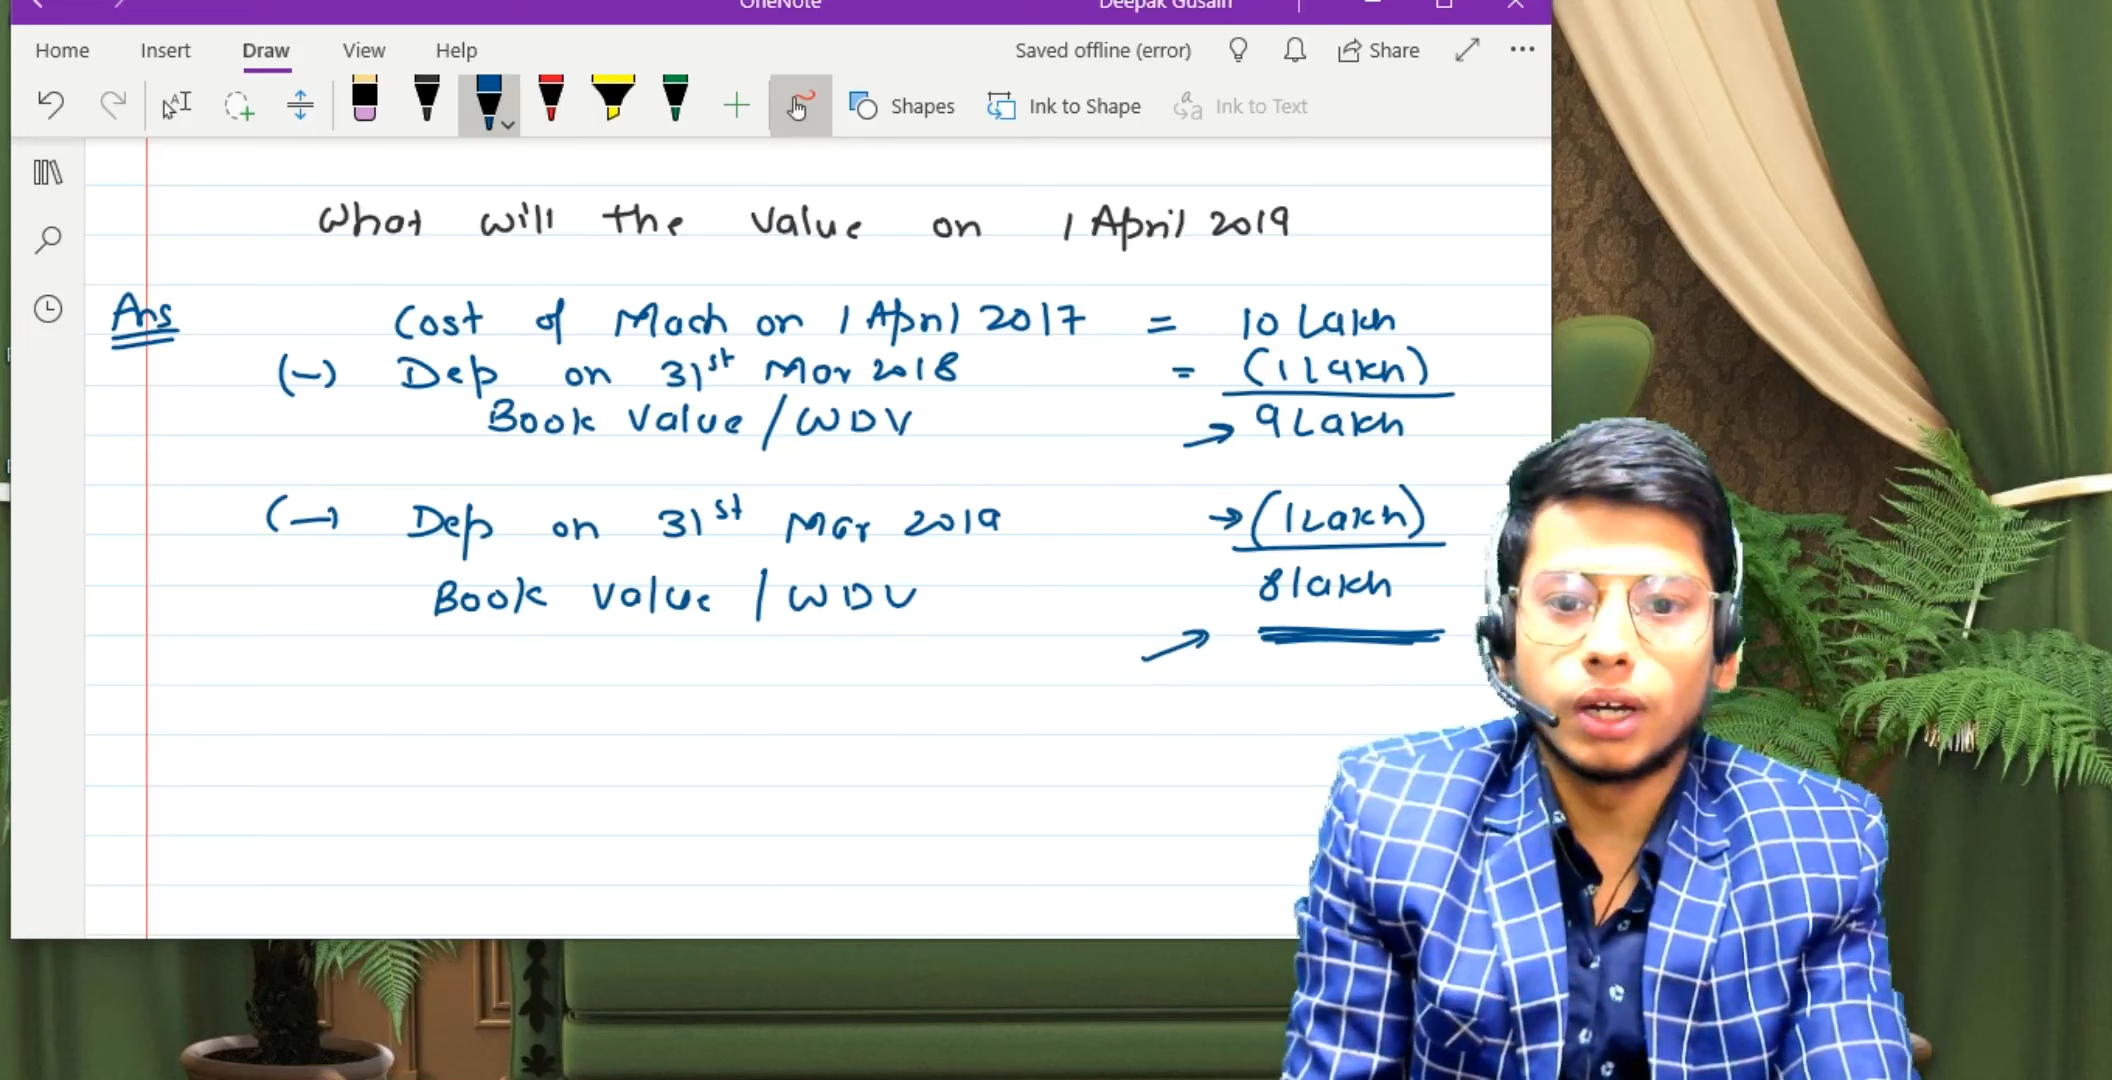 OneNote Deepak Gusain
Home Insert Draw View Help Saved offline (error) Share
Shapes Ink to Shape Ink to Text
What will the value on 1 April 2019
Ans Cost of Mach on 1 April 2017 = 10 Lakh
(-) Dep on 31st Mar 2018 = (1 Lakh)
Book Value / WDV → 9 Lakh
(-) Dep on 31st Mar 2019 → (1 Lakh)
Book Value / WDV 8 lakh